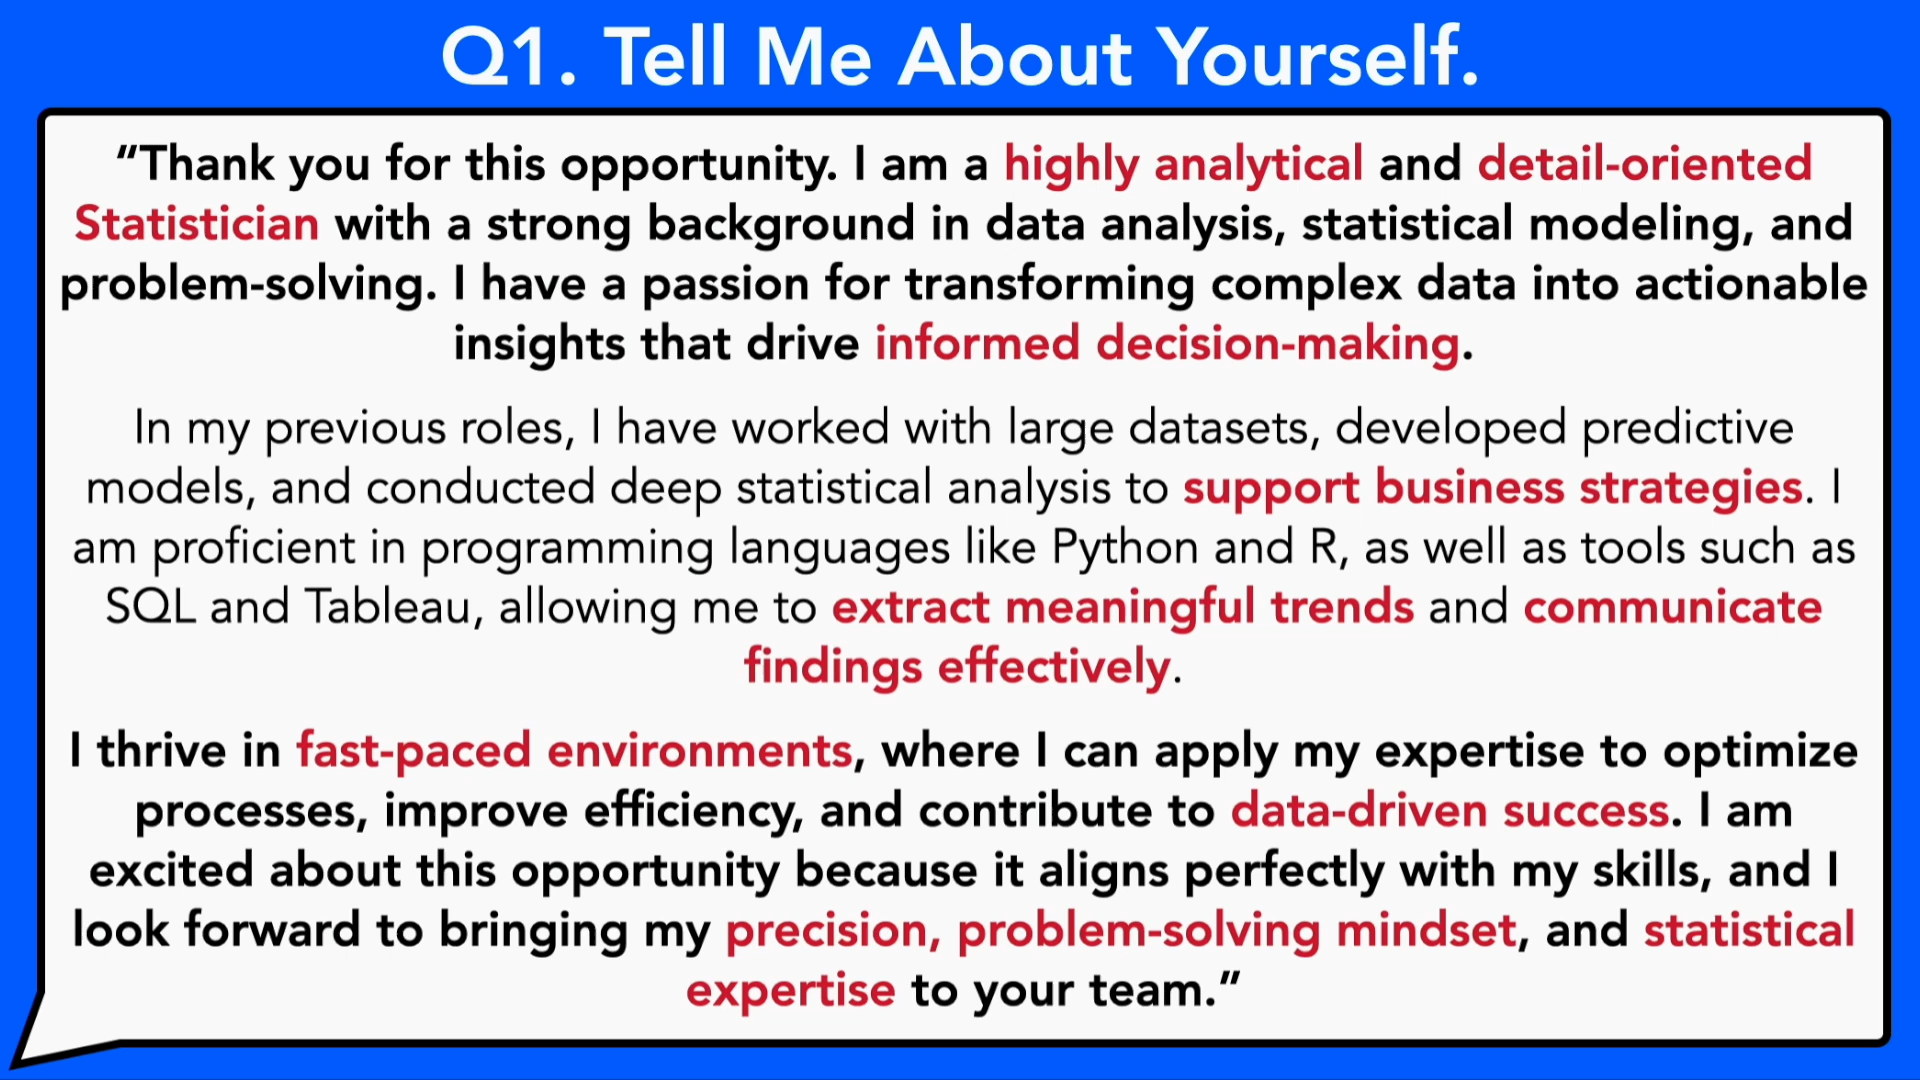 Q1. Tell Me About Yourself.
“Thank you for this opportunity. I am a highly analytical and detail-oriented
Statistician with a strong background in data analysis, statistical modeling, and
problem-solving. I have a passion for transforming complex data into actionable
insights that drive informed decision-making.
In my previous roles, I have worked with large datasets, developed predictive
models, and conducted deep statistical analysis to support business strategies. I
am proficient in programming languages like Python and R, as well as tools such as
SQL and Tableau, allowing me to extract meaningful trends and communicate
findings effectively.
I thrive in fast-paced environments, where I can apply my expertise to optimize
processes, improve efficiency, and contribute to data-driven success. I am
excited about this opportunity because it aligns perfectly with my skills, and I
look forward to bringing my precision, problem-solving mindset, and statistical
expertise to your team.”